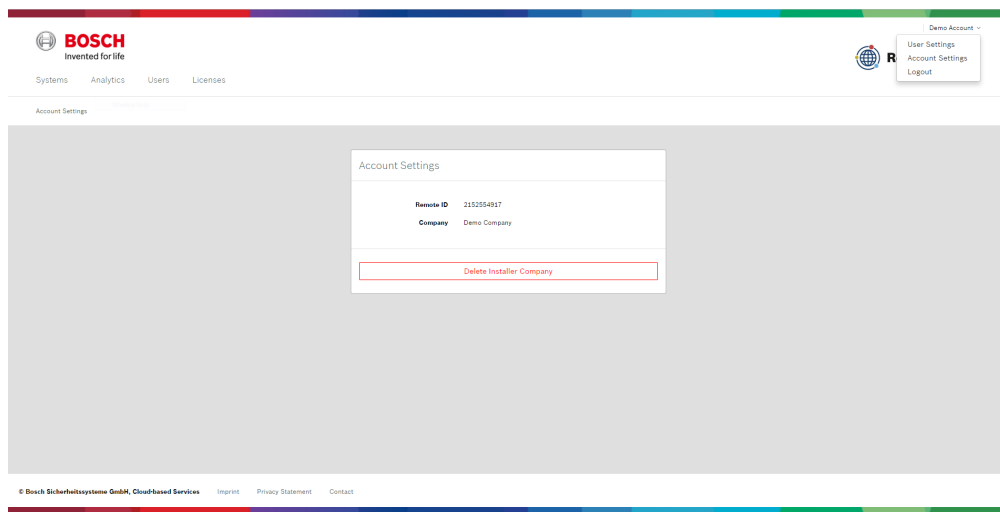 Demo Account
BOSCH
Invented for life
User Settings
Account Settings
Logout
Systems Analytics Users Licenses
Account Settings
Account Settings
Remote ID 2152554917
Company Demo Company
Delete Installer Company
© Bosch Sicherheitssysteme GmbH, Cloud-based Services Imprint Privacy Statement Contact